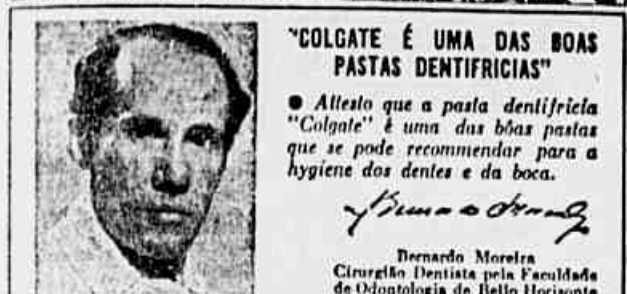 "COLGATE É UMA DAS BOAS
PASTAS DENTIFRICIAS"
● Attesto que a pasta dentifricia
"Colgate" é uma das bôas pastas
que se pode recommendar para a
hygiene dos dentes e da boca.
Bernardo Moreira
Cirurgião Dentista pela Faculdade
de Odontologia de Bello Horizonte